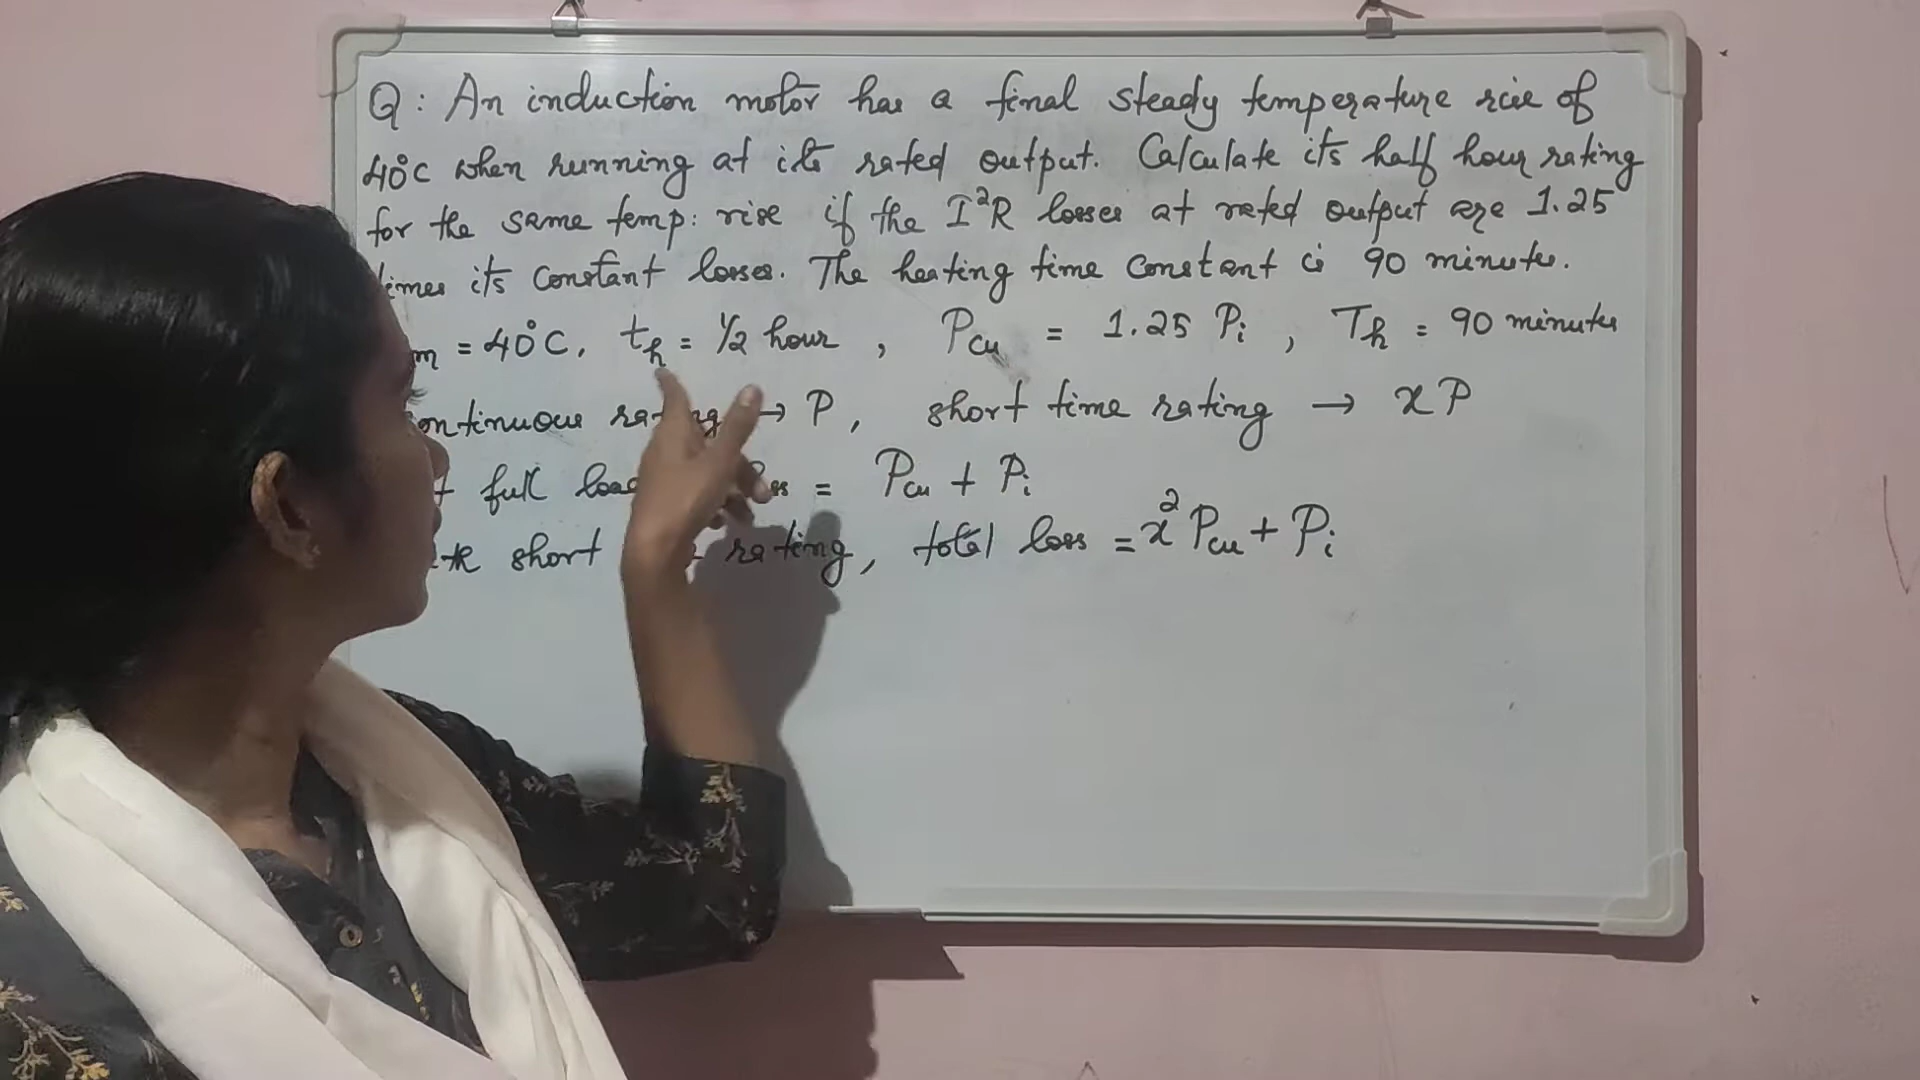 Q: An induction motor has a final steady temperature rise of
40°C when running at its rated output. Calculate its half hour rating
for the same temp: rise if the I²R losses at rated output are 1.25
its constant losses. The heating time constant is 90 minutes.
m = 40°C, th = 1/2 hour, Pcu = 1.25 Pi, Th = 90 minutes
ontinuous → P, short time rating → xP
full = Pcu + Pi
short rating, total loss = x² Pcu + Pi